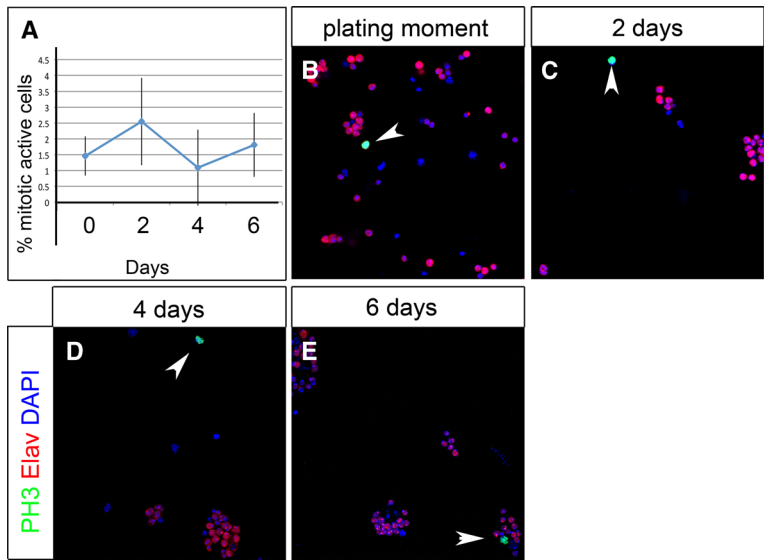 A
% mitotic active cells
4.5
4
3.5
3
2.5
2
1.5
1
0.5
0
0 2 4 6
Days
plating moment
B
2 days
C
4 days
D
6 days
E
PH3 Elav DAPI